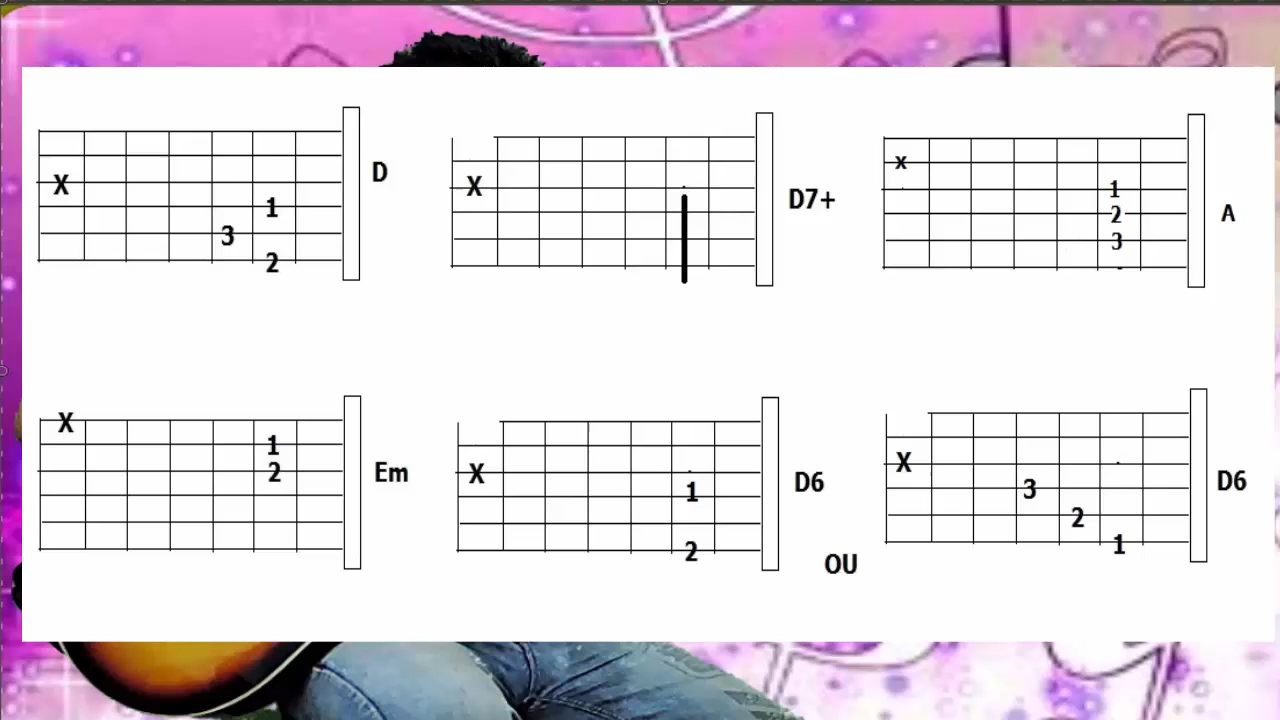 X 1 3 2 D
X D7+
x 1 2 3 A
X 1 2 Em
X 1 2 D6
OU
X 3 2 1 D6